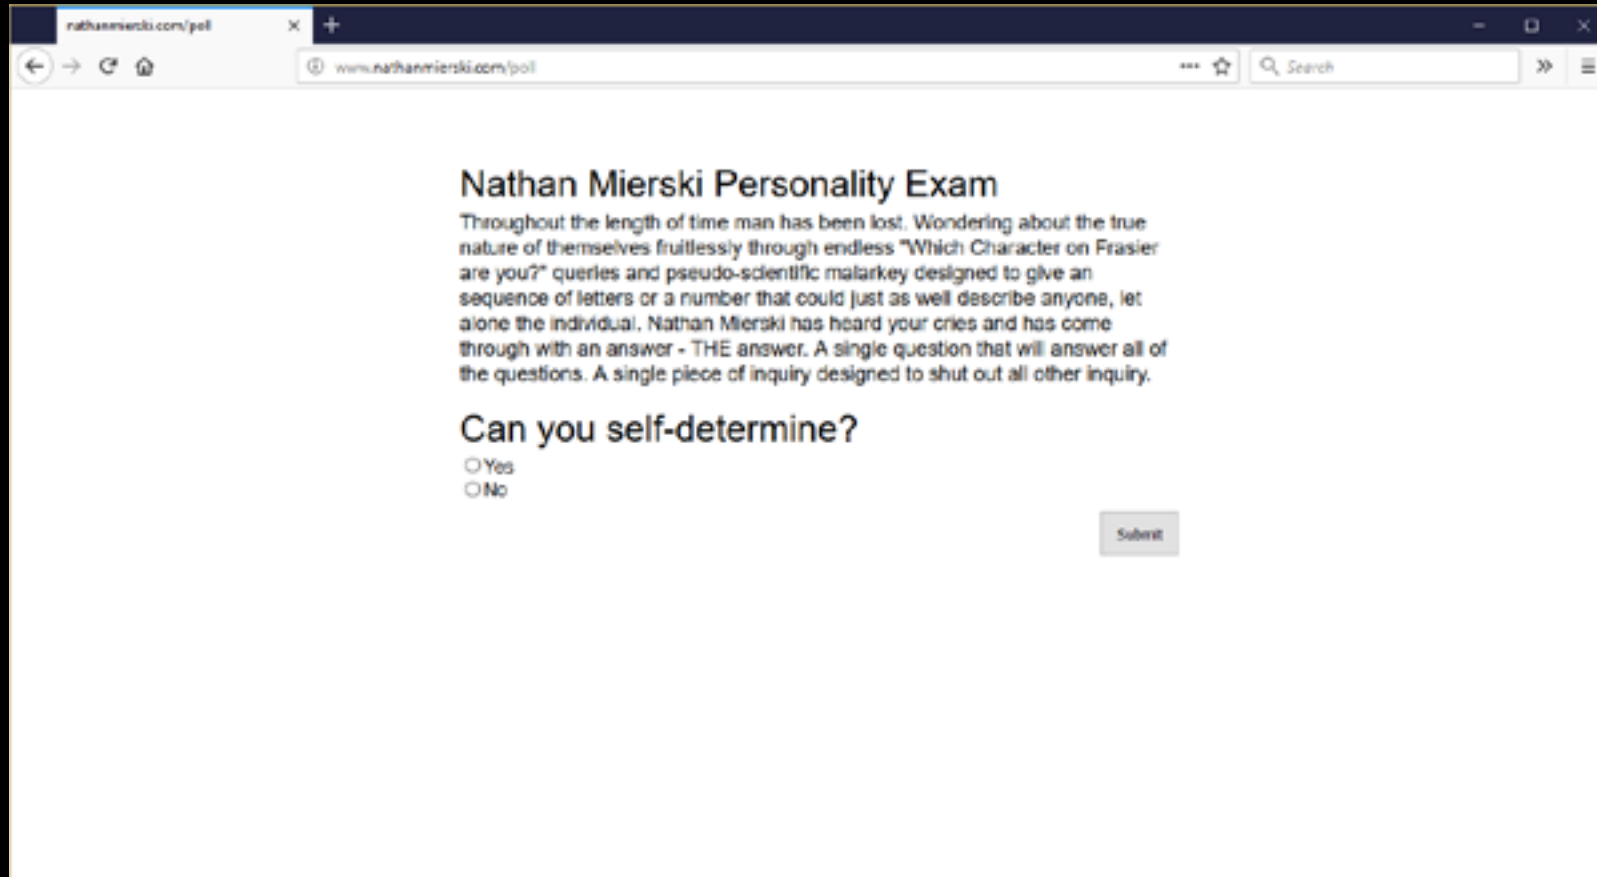 nathanmierski.com/poll
www.nathanmierski.com/poll
Search
Nathan Mierski Personality Exam
Throughout the length of time man has been lost. Wondering about the true
nature of themselves fruitlessly through endless "Which Character on Frasier
are you?" queries and pseudo-scientific malarkey designed to give an
sequence of letters or a number that could just as well describe anyone, let
alone the individual. Nathan Mierski has heard your cries and has come
through with an answer - THE answer. A single question that will answer all of
the questions. A single piece of inquiry designed to shut out all other inquiry.
Can you self-determine?
Yes
No
Submit